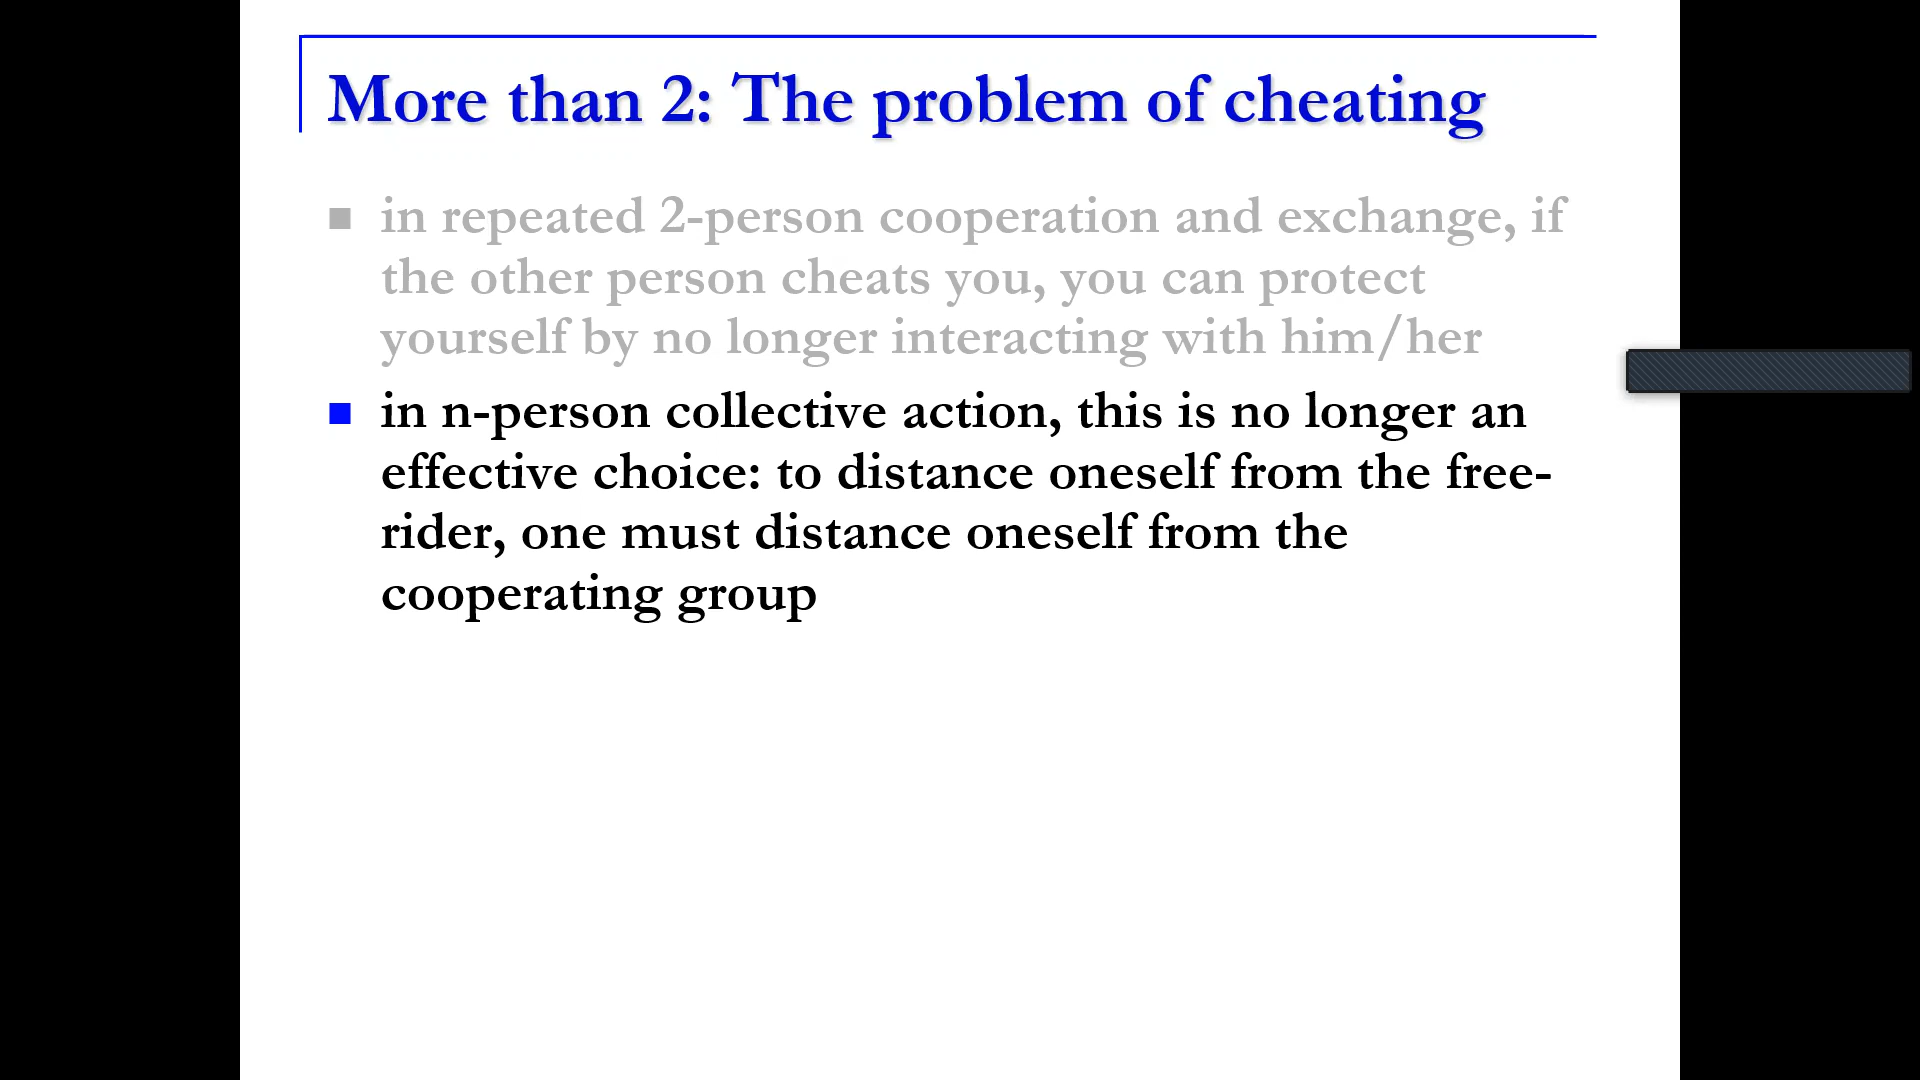 More than 2: The problem of cheating
in repeated 2-person cooperation and exchange, if
the other person cheats you, you can protect
yourself by no longer interacting with him/her
in n-person collective action, this is no longer an
effective choice: to distance oneself from the free-
rider, one must distance oneself from the
cooperating group